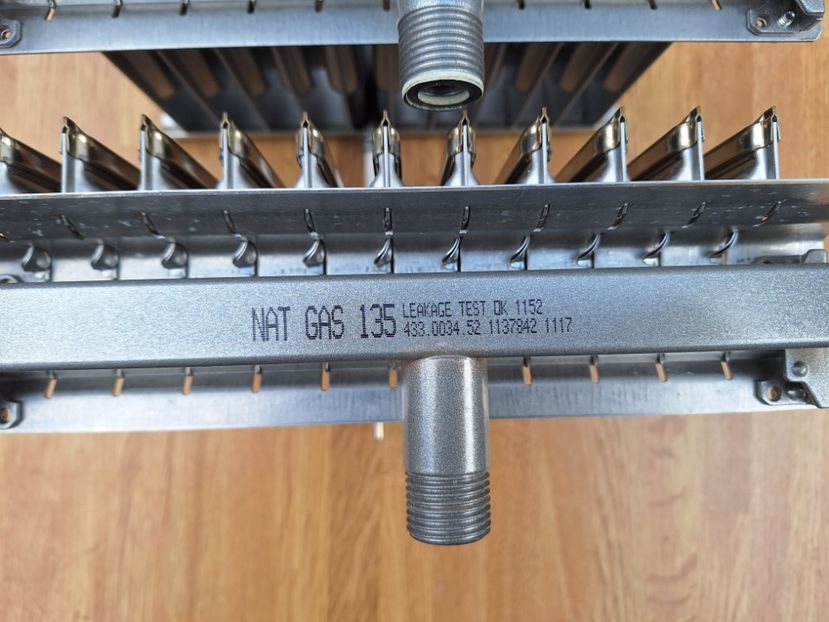 NAT GAS 135 LEAKAGE TEST OK 1152
433.0034.52 1137842 1117